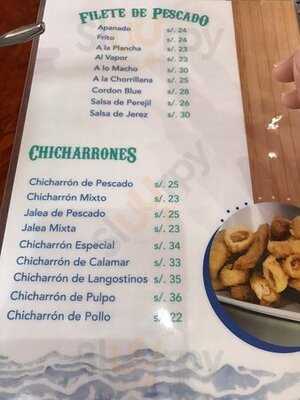 FILETE DE PESCADO
Apanado s/. 24
Frito s/. 26
A la Plancha s/. 23
Al Vapor s/. 23
A lo Macho s/. 30
A la Chorrillana s/. 25
Cordon Blue s/. 28
Salsa de Perejil s/. 26
Salsa de Jerez s/. 30
CHICHARRONES
Chicharrón de Pescado s/. 25
Chicharrón Mixto s/. 23
Jalea de Pescado s/. 25
Jalea Mixta s/. 23
Chicharrón Especial s/. 34
Chicharrón de Calamar s/. 33
Chicharrón de Langostinos s/. 35
Chicharrón de Pulpo s/. 36
Chicharrón de Pollo s/. 22